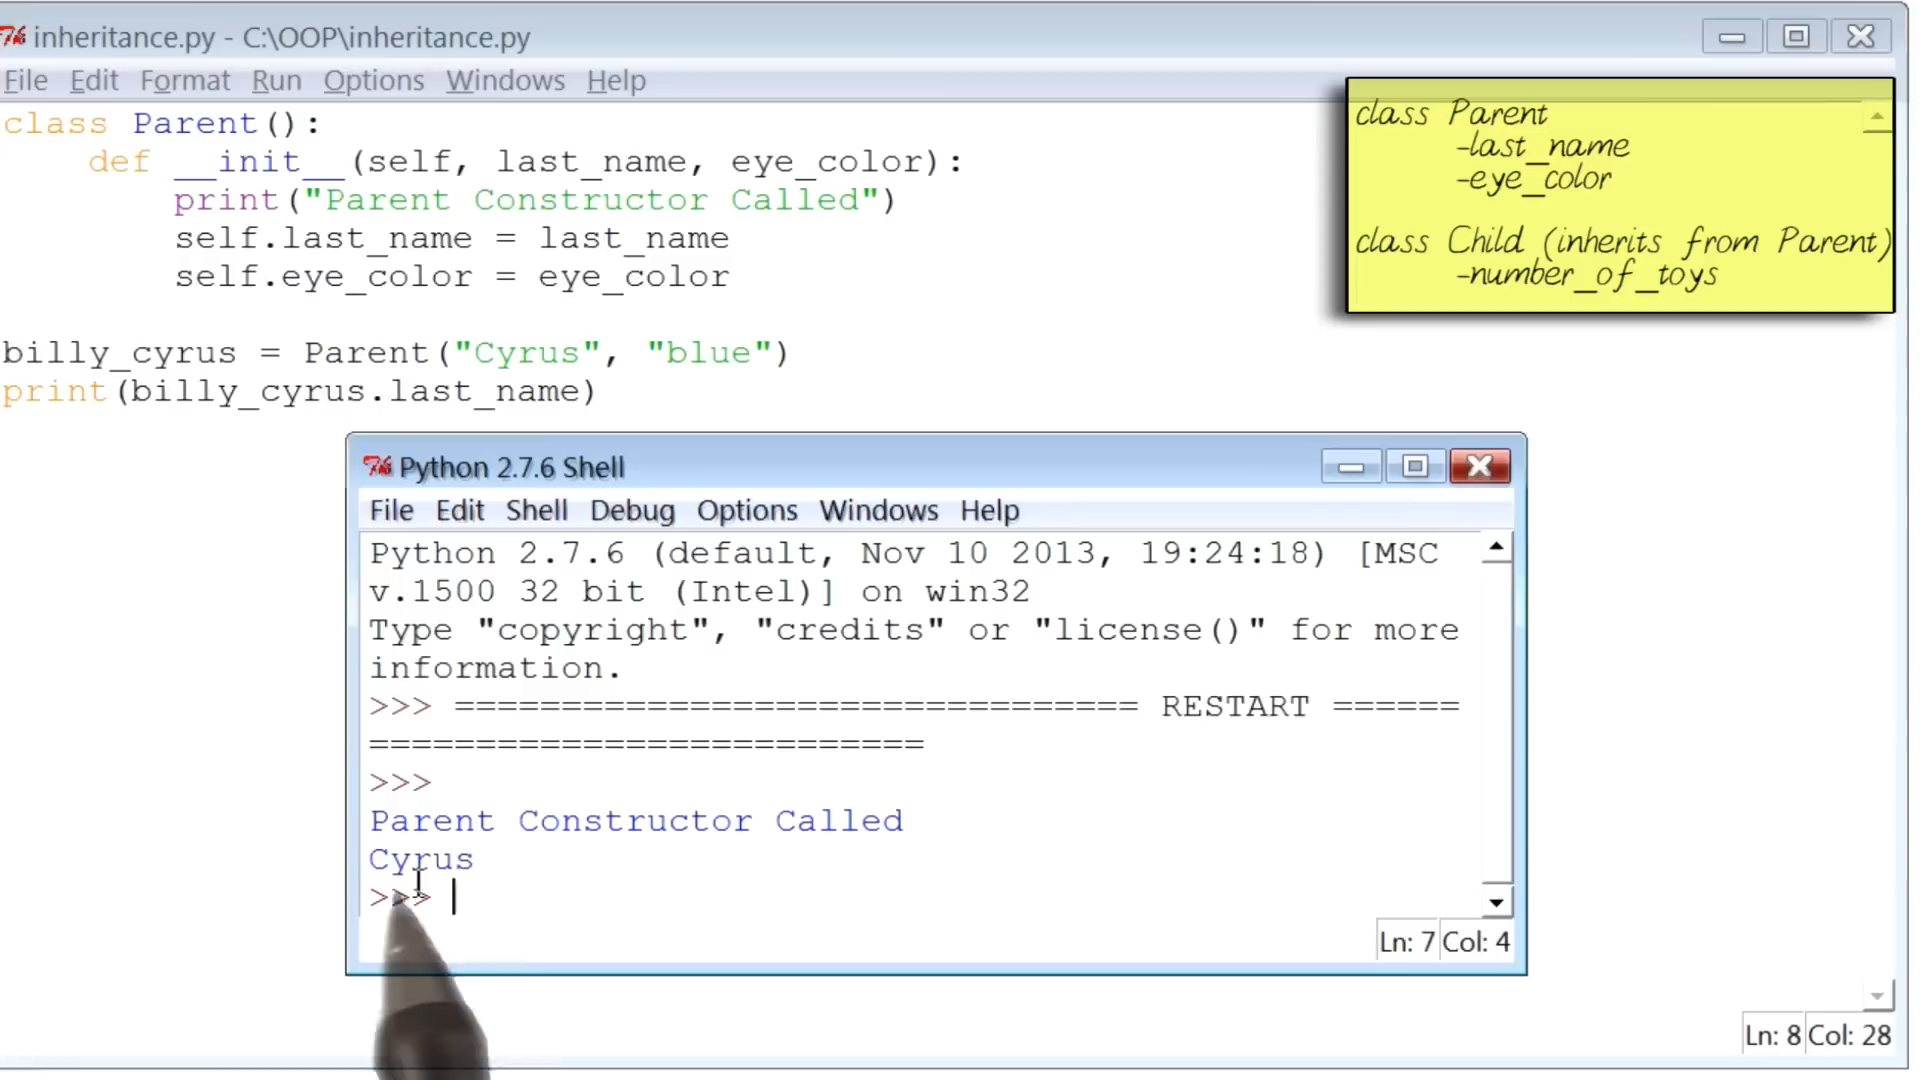 inheritance.py - C:\OOP\inheritance.py
File Edit Format Run Options Windows Help
class Parent():
    def __init__(self, last_name, eye_color):
        print("Parent Constructor Called")
        self.last_name = last_name
        self.eye_color = eye_color
billy_cyrus = Parent("Cyrus", "blue")
print(billy_cyrus.last_name)
class Parent
-last_name
-eye_color
class Child (inherits from Parent)
-number_of_toys
Python 2.7.6 Shell
File Edit Shell Debug Options Windows Help
Python 2.7.6 (default, Nov 10 2013, 19:24:18) [MSC
v.1500 32 bit (Intel)] on win32
Type "copyright", "credits" or "license()" for more
information.
>>> ================================ RESTART ======
==========================
>>>
Parent Constructor Called
Cyrus
>>>
Ln: 7 Col: 4
Ln: 8 Col: 28